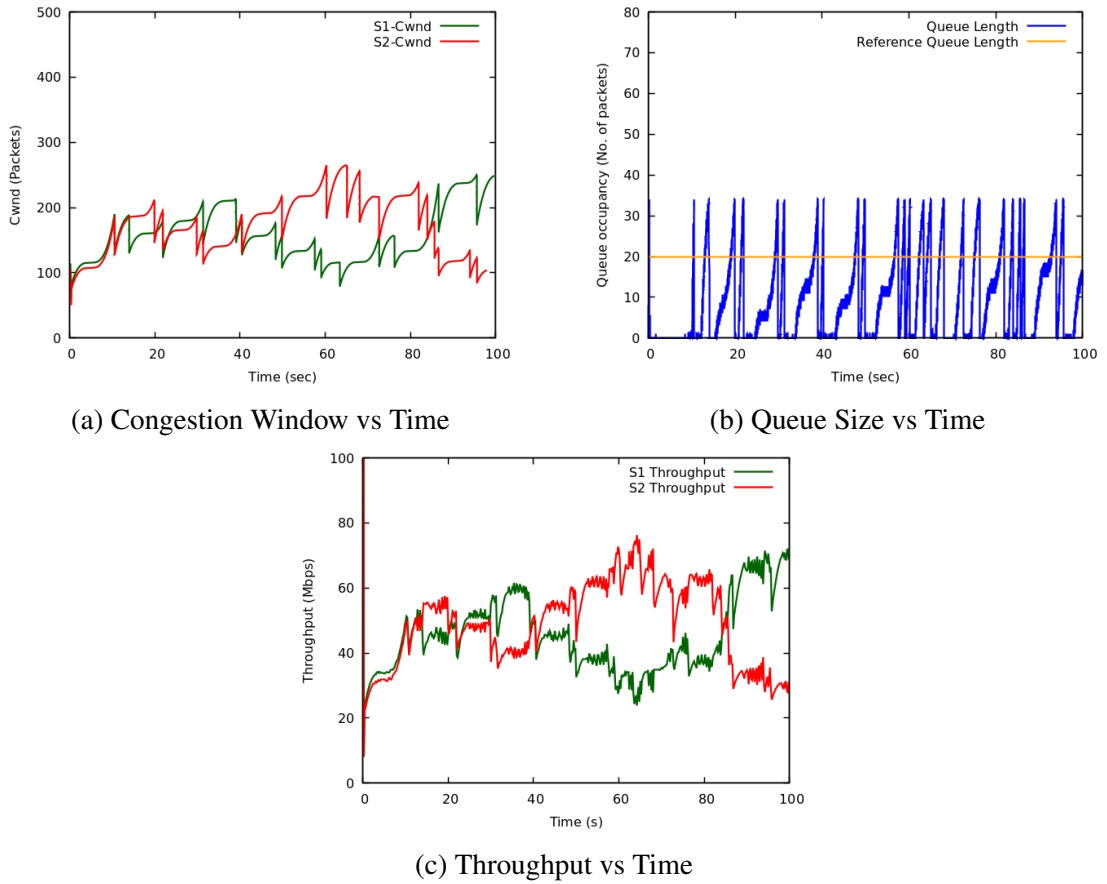 500
400
300
200
100
0
Cwnd (Packets)
S1-Cwnd
S2-Cwnd
0 20 40 60 80 100
Time (sec)
(a) Congestion Window vs Time
80
70
60
50
40
30
20
10
0
Queue occupancy (No. of packets)
Queue Length
Reference Queue Length
0 20 40 60 80 100
Time (sec)
(b) Queue Size vs Time
100
80
60
40
20
0
Throughput (Mbps)
S1 Throughput
S2 Throughput
0 20 40 60 80 100
Time (s)
(c) Throughput vs Time